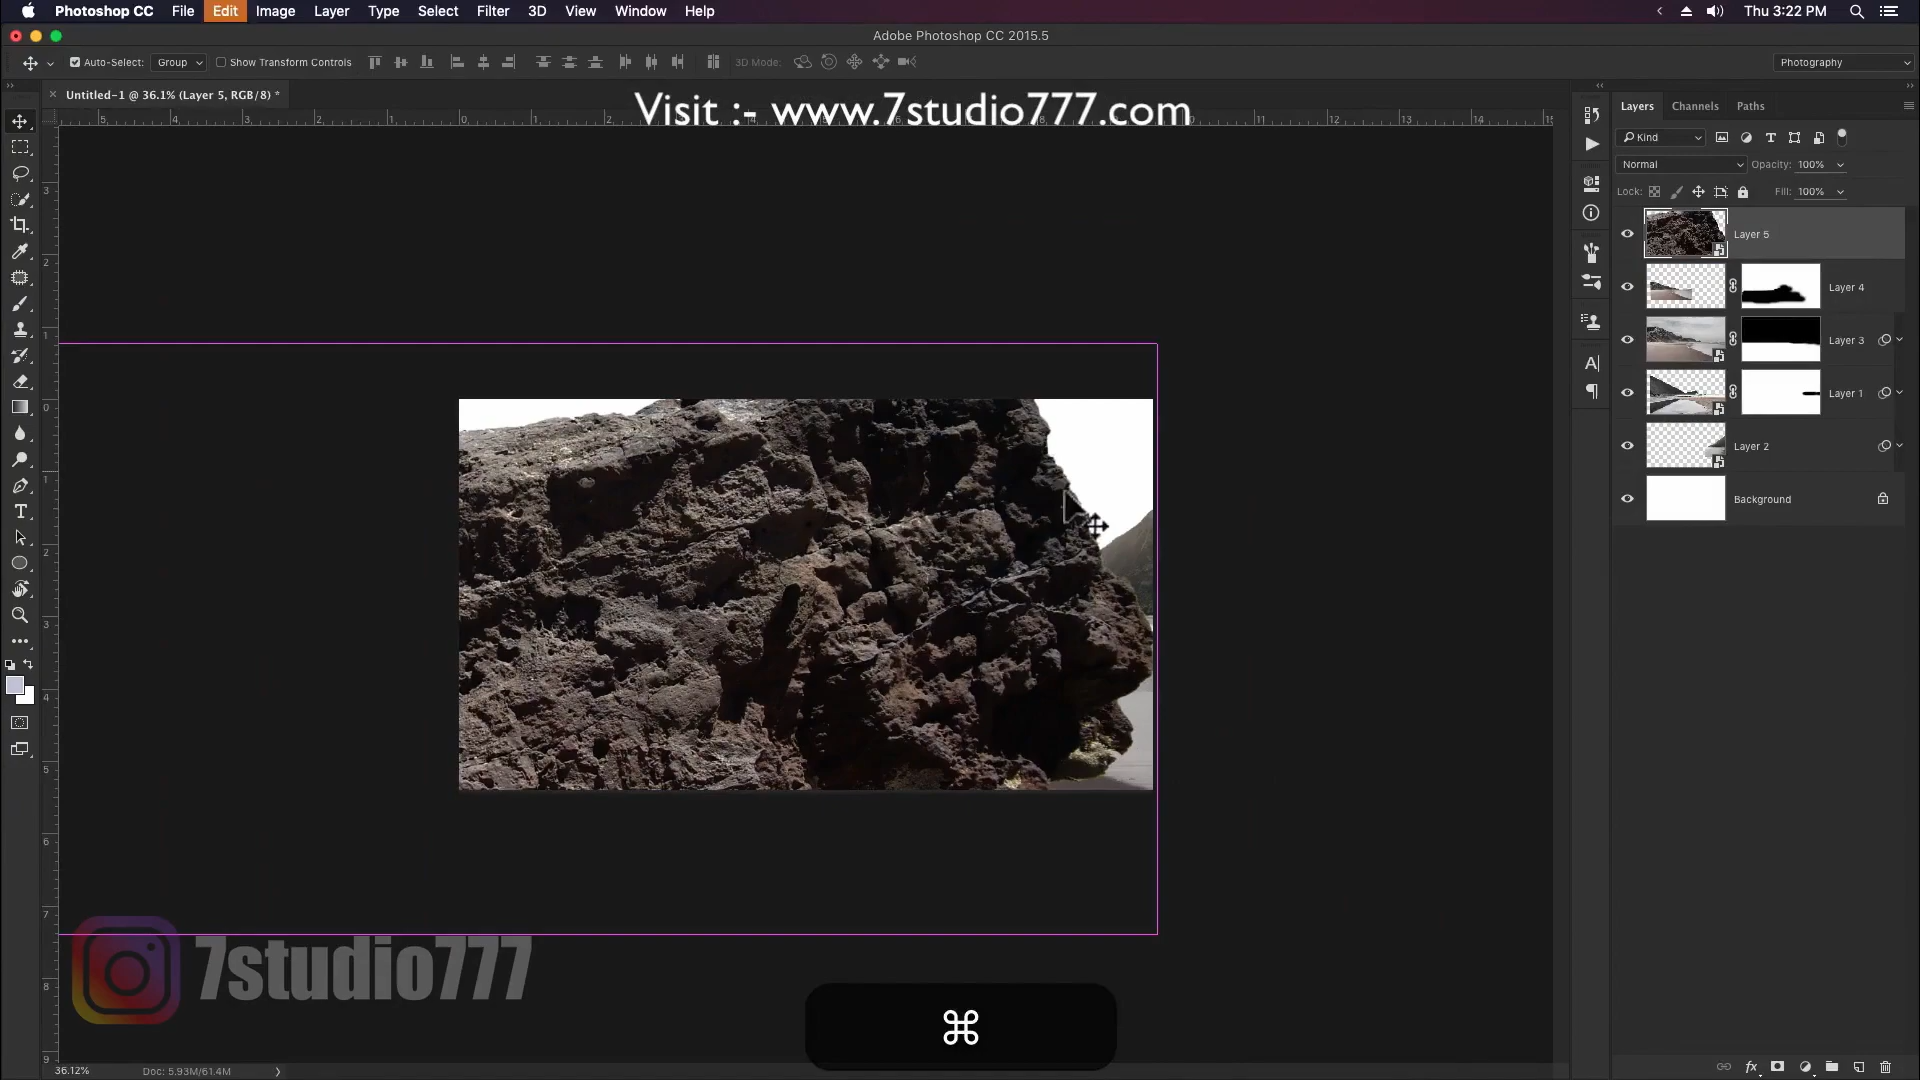 Photoshop CC File Edit Image Layer Type Select Filter 3D View Window Help Thu 3:22 PM
Adobe Photoshop CC 2015.5
Auto-Select: Group Show Transform Controls 3D Mode: Photography
Untitled-1 @ 36.1% (Layer 5, RGB/8) *
Visit :- www.7studio777.com
Layers Channels Paths
Kind
Normal Opacity: 100%
Lock: Fill: 100%
Layer 5
Layer 4
Layer 3
Layer 1
Layer 2
Background
7studio777
⌘
36.12% Doc: 5.93M/61.4M